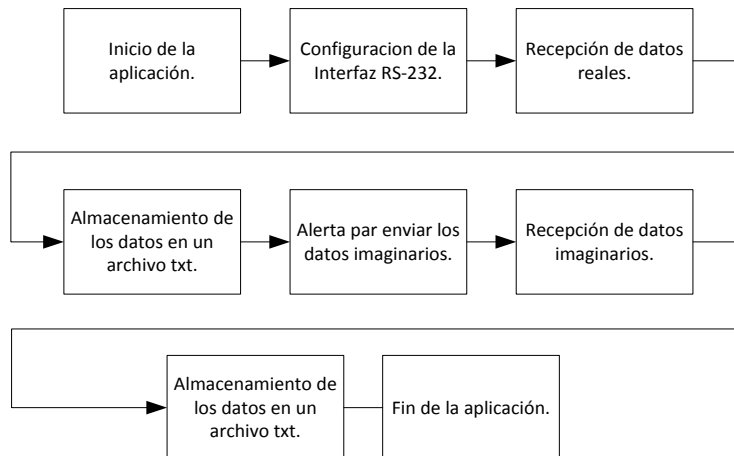 Inicio de la
aplicación.
Configuracion de la
Interfaz RS-232.
Recepción de datos
reales.
Almacenamiento de
los datos en un
archivo txt.
Alerta par enviar los
datos imaginarios.
Recepción de datos
imaginarios.
Almacenamiento de
los datos en un
archivo txt.
Fin de la aplicación.